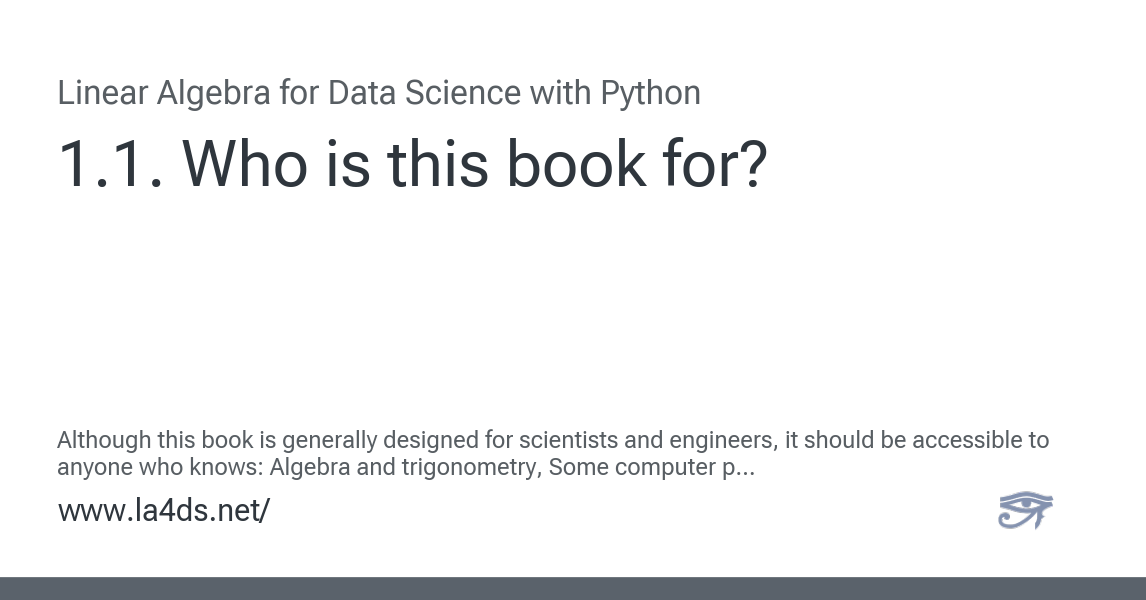 Linear Algebra for Data Science with Python
1.1. Who is this book for?
Although this book is generally designed for scientists and engineers, it should be accessible to
anyone who knows: Algebra and trigonometry, Some computer p...
www.la4ds.net/